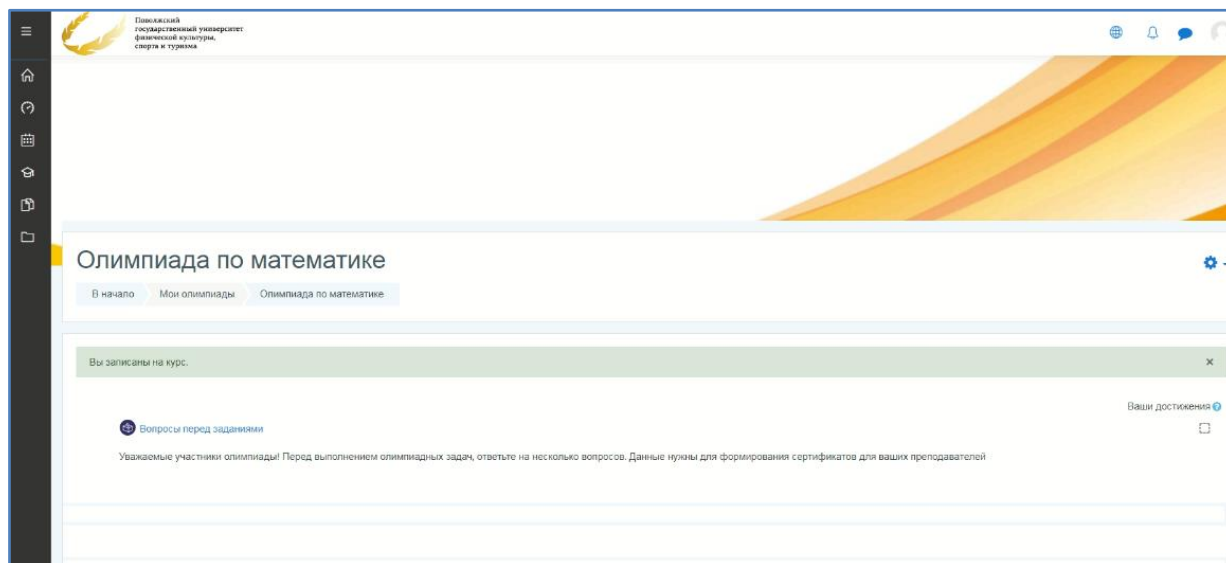 Поволжский
государственный университет
физической культуры,
спорта и туризма
Олимпиада по математике
В начало Мои олимпиады Олимпиада по математике
Вы записаны на курс. ×
Ваши достижения
Вопросы перед заданиями
Уважаемые участники олимпиады! Перед выполнением олимпиадных задач, ответьте на несколько вопросов. Данные нужны для формирования сертификатов для ваших преподавателей